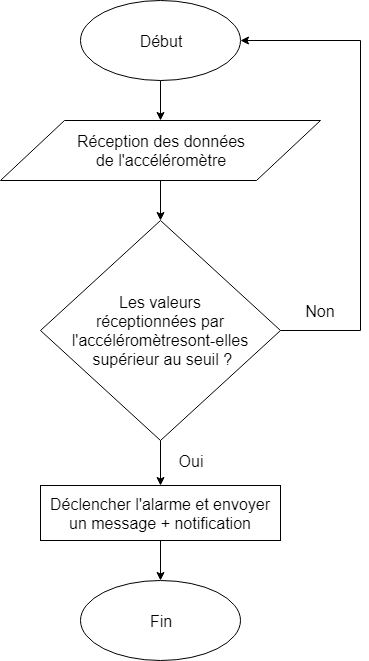 Début
Réception des données
de l'accéléromètre
Les valeurs
réceptionnées par
l'accéléromètresont-elles
supérieur au seuil ?
Non
Oui
Déclencher l'alarme et envoyer
un message + notification
Fin